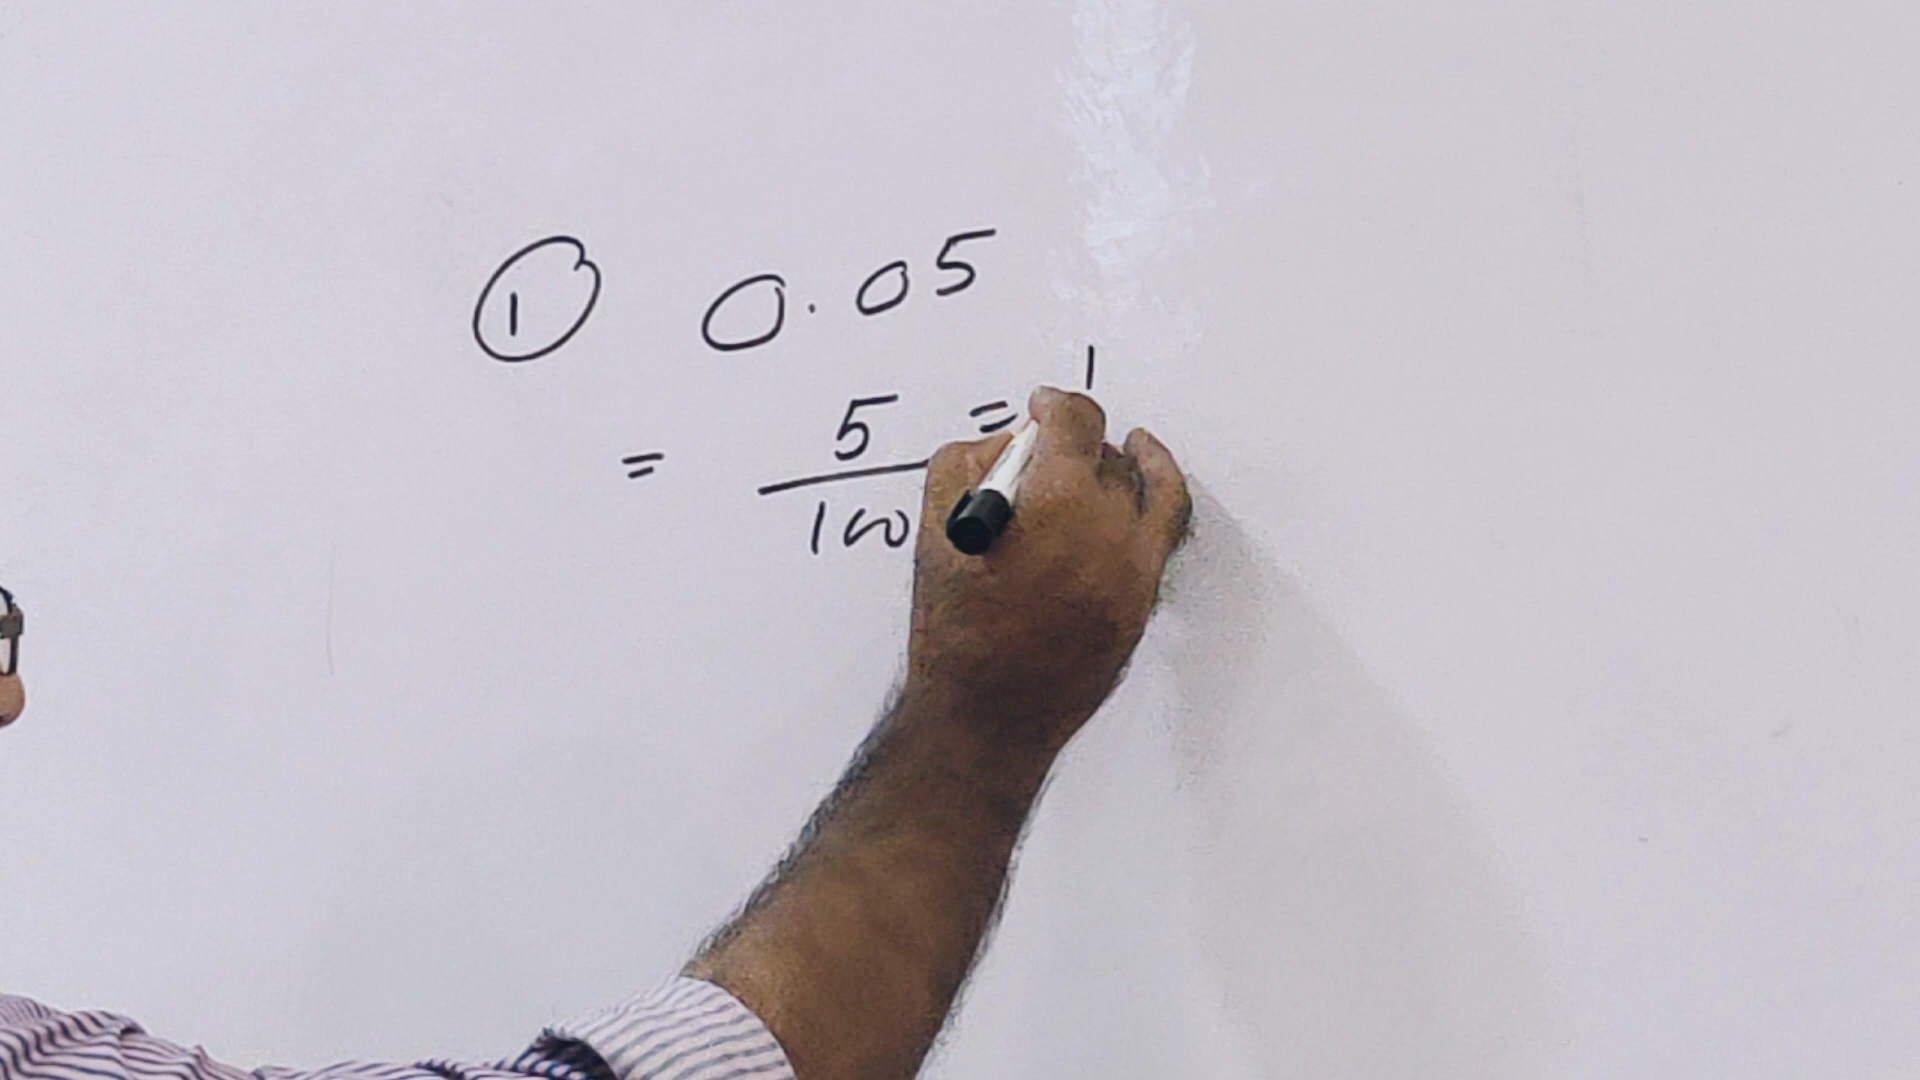 ① 0.05
= 5/100 = 1